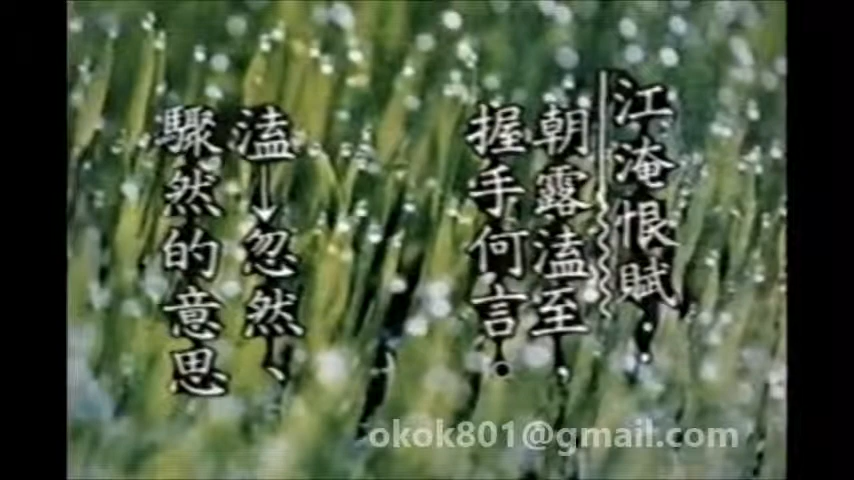 江淹恨賦：
朝露溘至，
握手何言。
溘→忽然、
驟然的意思
okok801@gmail.com